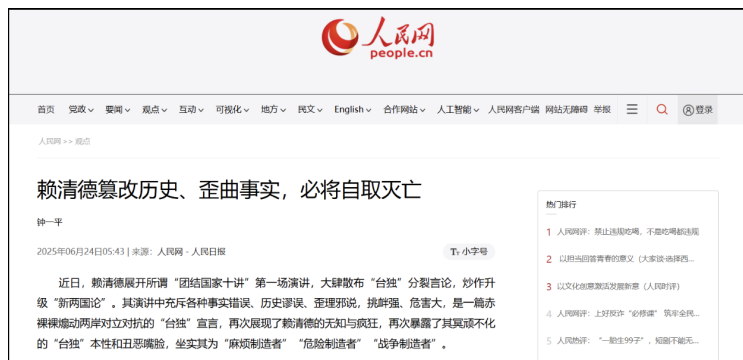 人民网
people.cn
首页 党政 要闻 观点 互动 可视化 地方 民文 English 合作网站 人工智能 人民网客户端 网站无障碍 举报 登录
人民网 >> 观点
赖清德篡改历史、歪曲事实，必将自取灭亡
钟一平
2025年06月24日05:43 | 来源：人民网－人民日报
T 小字号
近日，赖清德展开所谓“团结国家十讲”第一场演讲，大肆散布“台独”分裂言论，炒作升
级“新两国论”。其演讲中充斥各种事实错误、历史谬误、歪理邪说，挑衅强、危害大，是一篇赤
裸裸煽动两岸对立对抗的“台独”宣言，再次展现了赖清德的无知与疯狂，再次暴露了其冥顽不化
的“台独”本性和丑恶嘴脸，坐实其为“麻烦制造者”“危险制造者”“战争制造者”。
热门排行
1 人民网评：禁止违规吃喝，不是吃喝都违规
2 以担当回答青春的意义（大家谈·选择西...
3 以文化创意激活发展新意（人民时评）
4 人民网评：上好反诈“必修课” 筑牢全民...
5 人民热评：“一胎生99子”，短剧不能无...